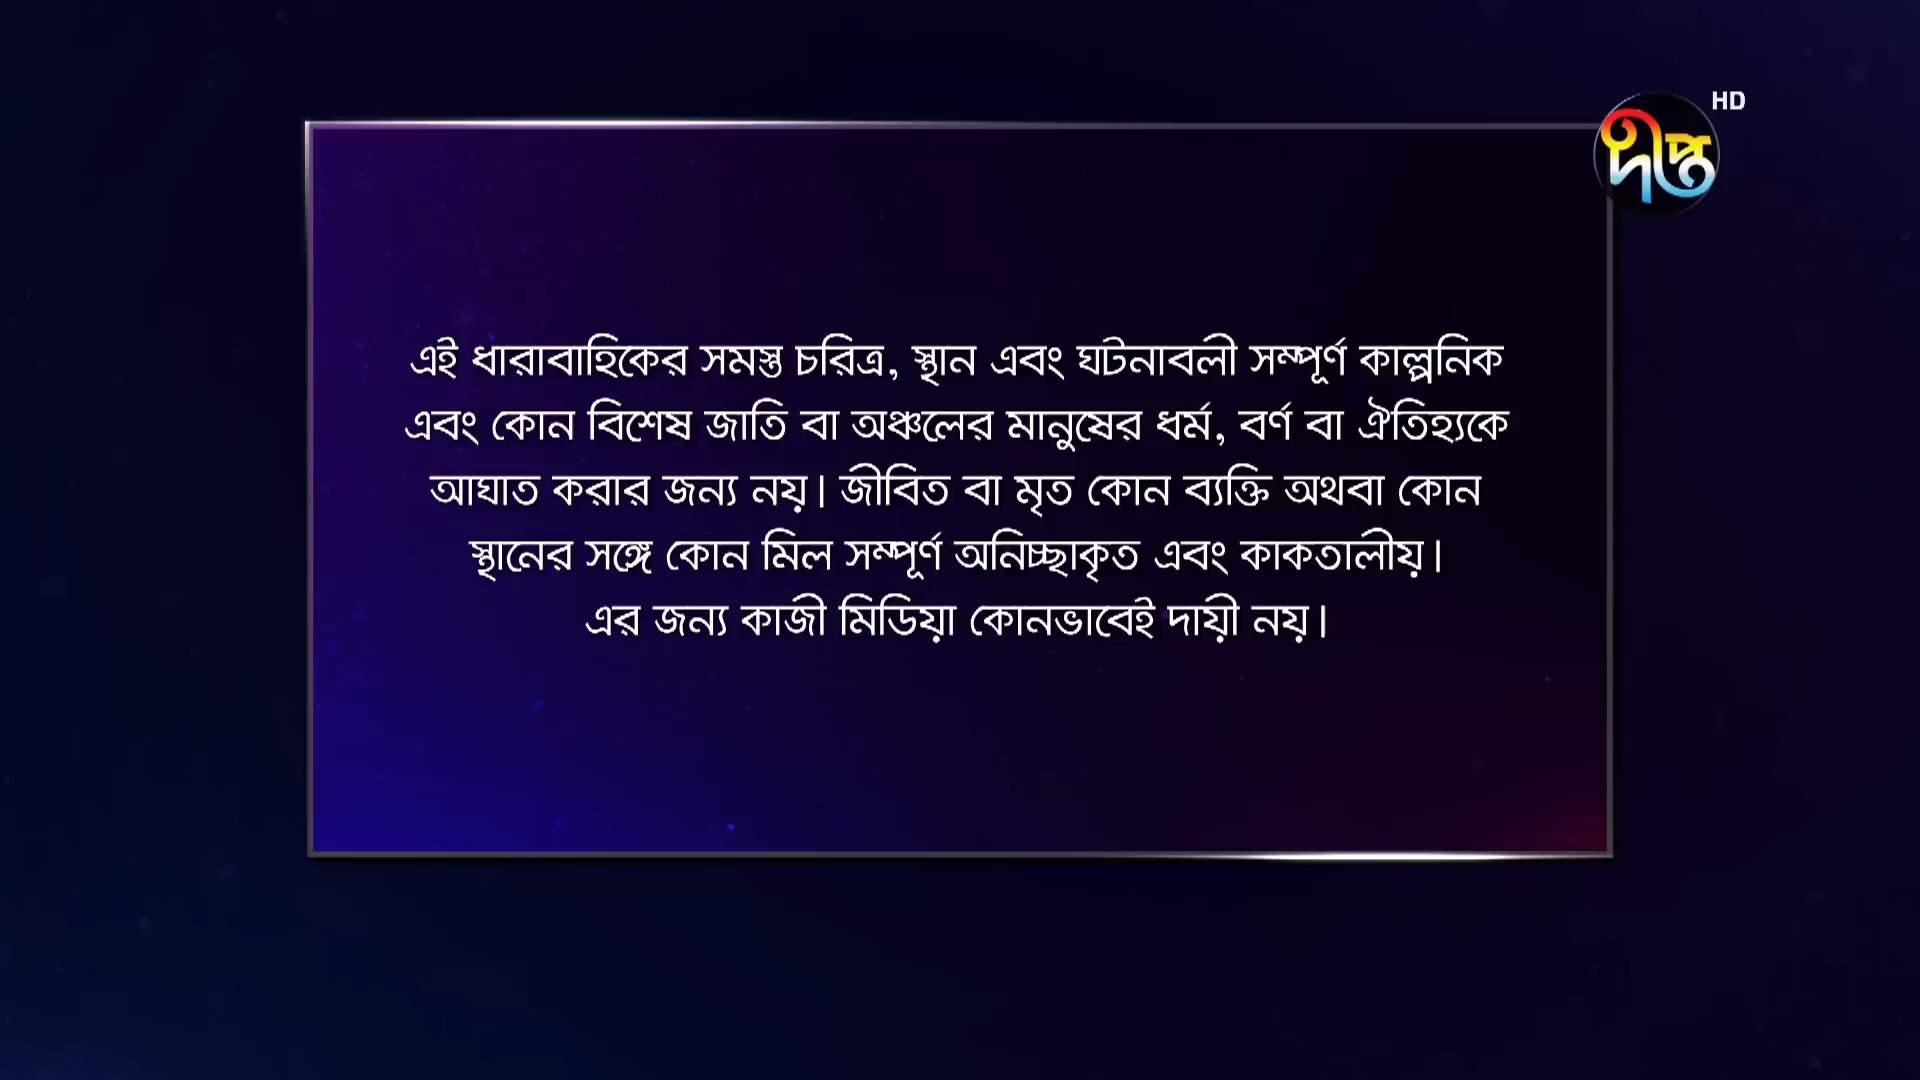 HD
দীপ্ত
এই ধারাবাহিকের সমস্ত চরিত্র, স্থান এবং ঘটনাবলী সম্পূর্ণ কাল্পনিক
এবং কোন বিশেষ জাতি বা অঞ্চলের মানুষের ধর্ম, বর্ণ বা ঐতিহ্যকে
আঘাত করার জন্য নয়। জীবিত বা মৃত কোন ব্যক্তি অথবা কোন
স্থানের সঙ্গে কোন মিল সম্পূর্ণ অনিচ্ছাকৃত এবং কাকতালীয়।
এর জন্য কাজী মিডিয়া কোনভাবেই দায়ী নয়।